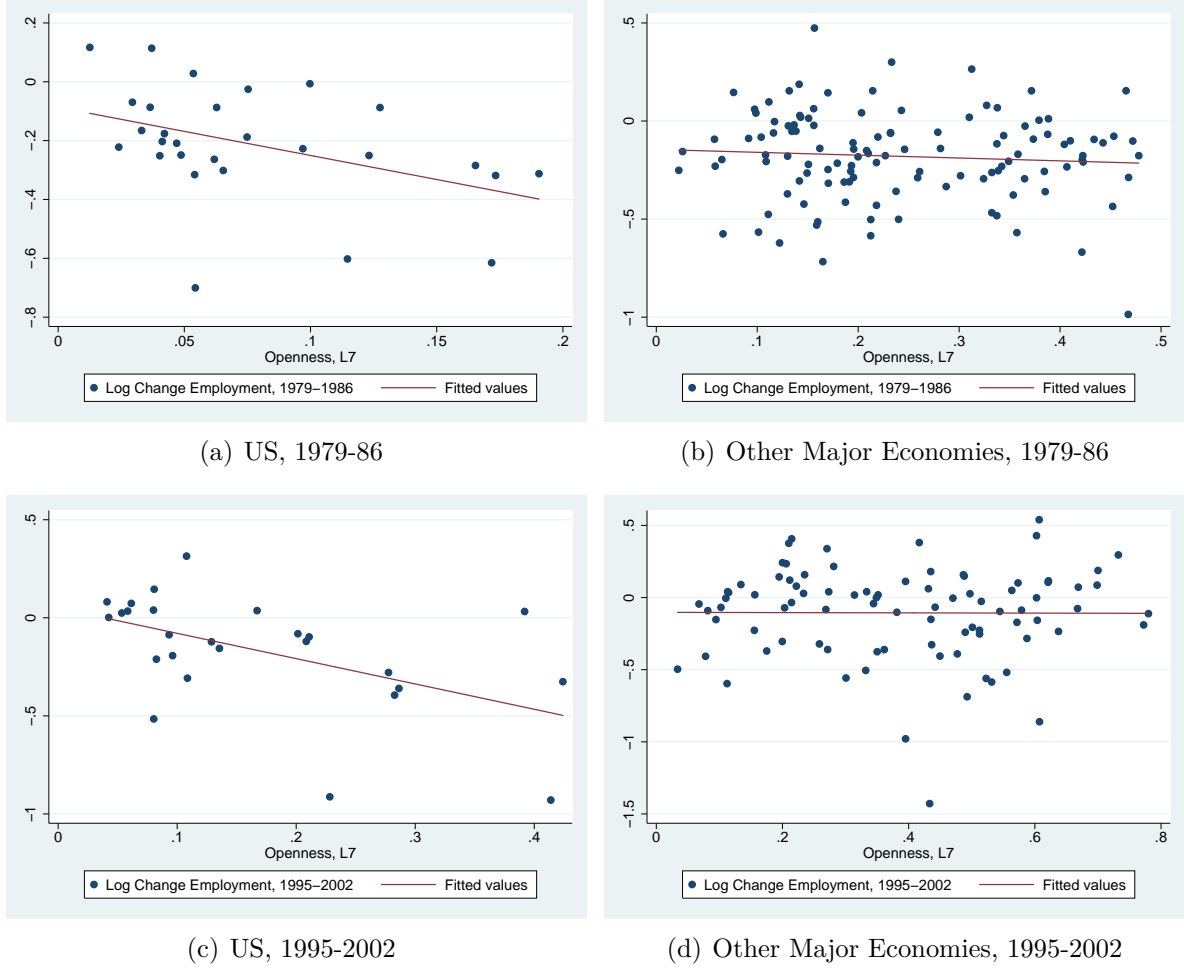 .2
0
−.2
−.4
−.6
−.8
0 .05 .1 .15 .2
Openness, L7
Log Change Employment, 1979−1986 Fitted values
(a) US, 1979-86
.5
0
−.5
−1
0 .1 .2 .3 .4 .5
Openness, L7
Log Change Employment, 1979−1986 Fitted values
(b) Other Major Economies, 1979-86
.5
0
−.5
−1
0 .1 .2 .3 .4
Openness, L7
Log Change Employment, 1995−2002 Fitted values
(c) US, 1995-2002
.5
0
−.5
−1
−1.5
0 .2 .4 .6 .8
Openness, L7
Log Change Employment, 1995−2002 Fitted values
(d) Other Major Economies, 1995-2002